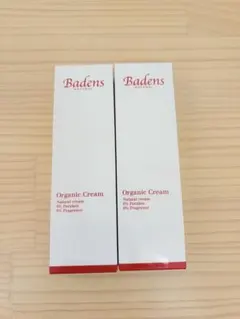 Badens
Organic Cream
Natural cream
0% Paraben
0% Fragrance
Badens
Organic Cream
Natural cream
0% Paraben
0% Fragrance